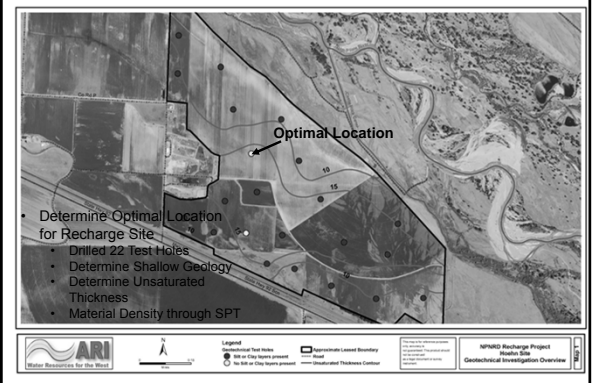 Optimal Location
10
15
• Determine Optimal Location
for Recharge Site
• Drilled 22 Test Holes
• Determine Shallow Geology
• Determine Unsaturated
Thickness
• Material Density through SPT
ARI
Water Resources for the West
N
Legend
Geotechnical Test Holes
Silt or Clay layers present
No Silt or Clay layers present
Approximate Leased Boundary
Road
Unsaturated Thickness Contour
NPNRD Recharge Project
Hoehn Site
Geotechnical Investigation Overview
Map 1